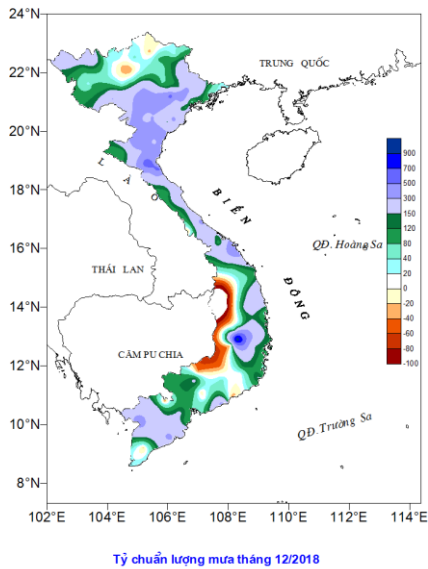 24°N
22°N
20°N
18°N
16°N
14°N
12°N
10°N
8°N
102°E 104°E 106°E 108°E 110°E 112°E 114°E
TRUNG QUỐC
LÀO
BIỂN ĐÔNG
QĐ. Hoàng Sa
THÁI LAN
CĂM PU CHIA
QĐ. Trường Sa
900
700
600
500
300
150
120
80
40
20
0
-20
-40
-60
-80
-100
Tỷ chuẩn lượng mưa tháng 12/2018